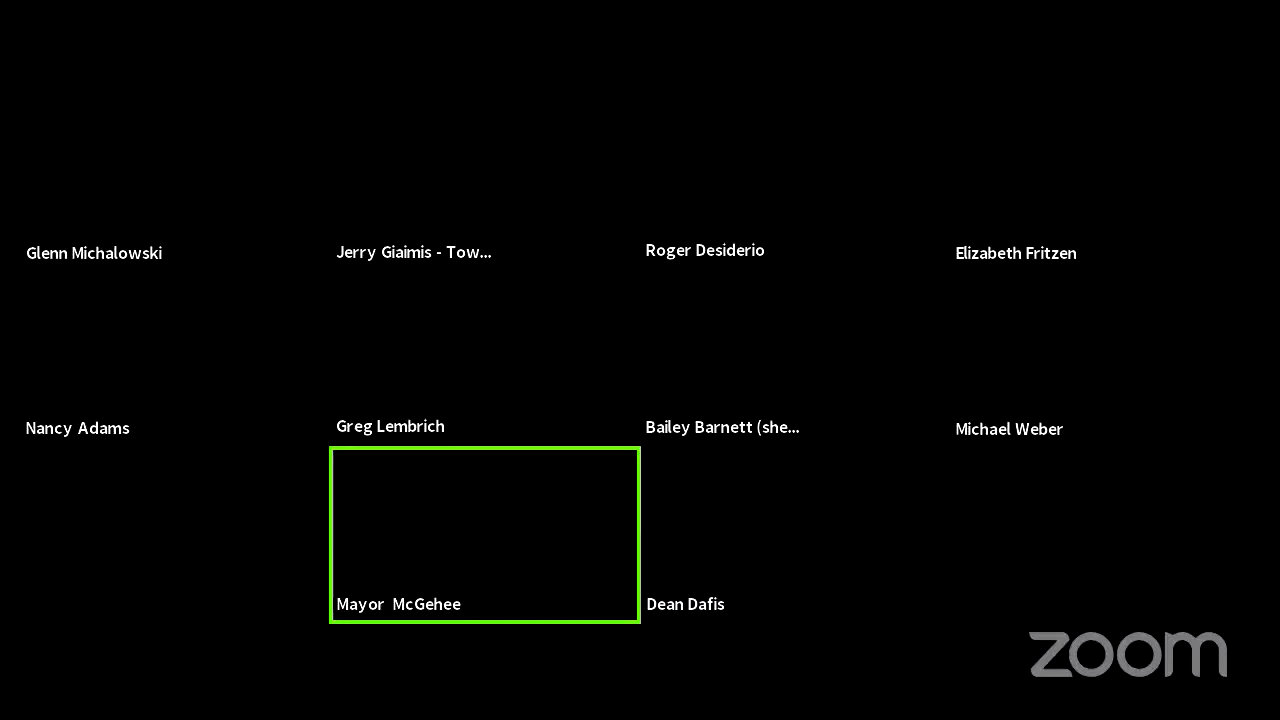 Glenn Michalowski
Jerry Giaimis - Tow...
Roger Desiderio
Elizabeth Fritzen
Nancy Adams
Greg Lembrich
Bailey Barnett (she...
Michael Weber
Mayor McGehee
Dean Dafis
zoom